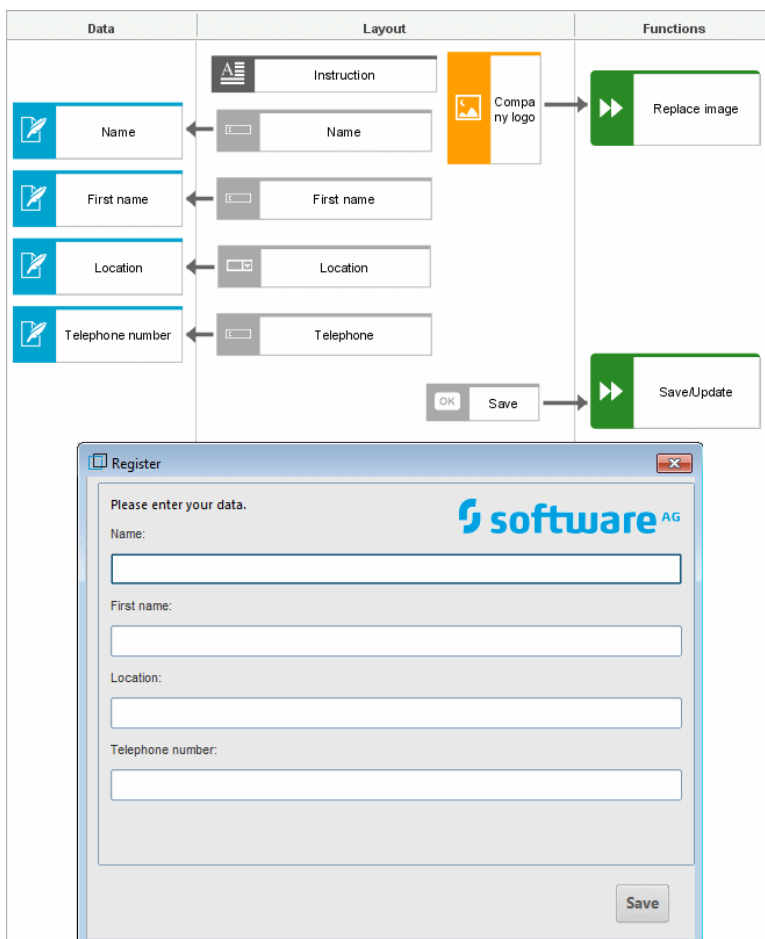 Data
Layout
Functions
Instruction
Compa
ny logo
Replace image
Name
Name
First name
First name
Location
Location
Telephone number
Telephone
OK
Save
Save/Update
Register
Please enter your data.
software AG
Name:
First name:
Location:
Telephone number:
Save